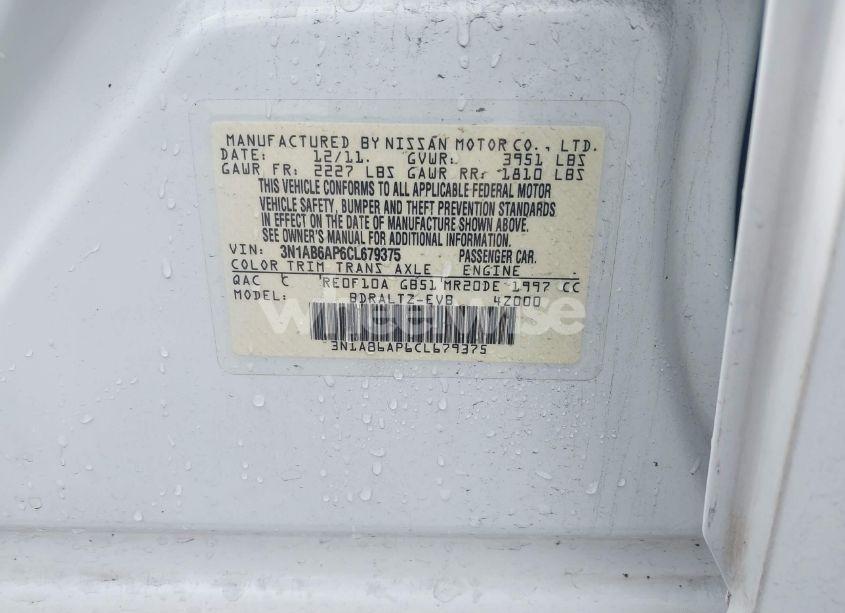 MANUFACTURED BY NISSAN MOTOR CO., LTD.
DATE: 12/11. GVWR: 3951 LBS
GAWR FR: 2227 LBS GAWR RR: 1810 LBS
THIS VEHICLE CONFORMS TO ALL APPLICABLE FEDERAL MOTOR
VEHICLE SAFETY, BUMPER AND THEFT PREVENTION STANDARDS
IN EFFECT ON THE DATE OF MANUFACTURE SHOWN ABOVE.
SEE OWNER'S MANUAL FOR ADDITIONAL INFORMATION
VIN: 3N1AB6AP6CL679375 PASSENGER CAR.
COLOR TRIM TRANS AXLE ENGINE
QAC C RE0F10A GB51 MR20DE 1997 CC
MODEL: BDRALTZ-EVB 4Z000
wheelwise
3N1AB6AP6CL679375